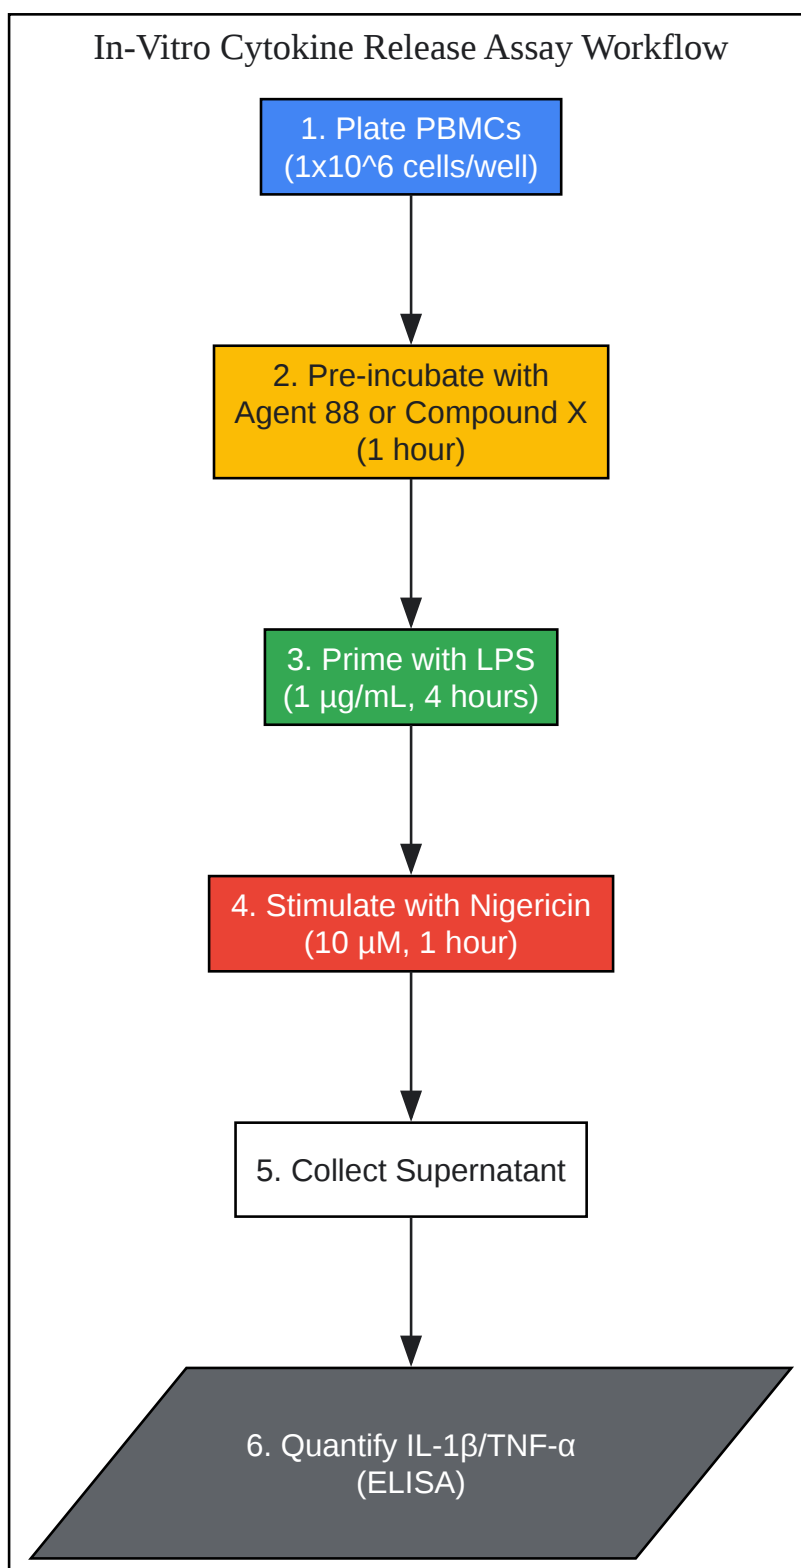 In-Vitro Cytokine Release Assay Workflow
1. Plate PBMCs
(1x10^6 cells/well)
2. Pre-incubate with
Agent 88 or Compound X
(1 hour)
3. Prime with LPS
(1 µg/mL, 4 hours)
4. Stimulate with Nigericin
(10 µM, 1 hour)
5. Collect Supernatant
6. Quantify IL-1β/TNF-α
(ELISA)